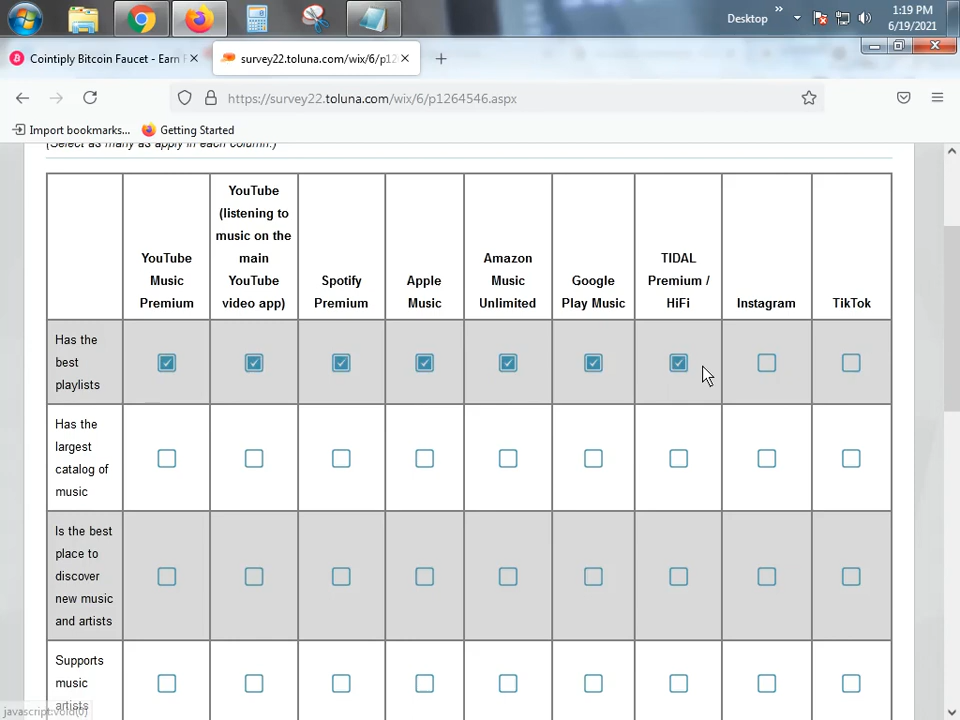 Desktop
»
1:19 PM
6/19/2021
Cointiply Bitcoin Faucet - Earn F
survey22.toluna.com/wix/6/p12
https://survey22.toluna.com/wix/6/p1264546.aspx
Import bookmarks...
Getting Started
(Select as many as apply in each column.)
YouTube
Music
Premium
YouTube
(listening to
music on the
main
YouTube
video app)
Spotify
Premium
Apple
Music
Amazon
Music
Unlimited
Google
Play Music
TIDAL
Premium /
HiFi
Instagram
TikTok
Has the
best
playlists
Has the
largest
catalog of
music
Is the best
place to
discover
new music
and artists
Supports
music
artists
javascript:void(0)